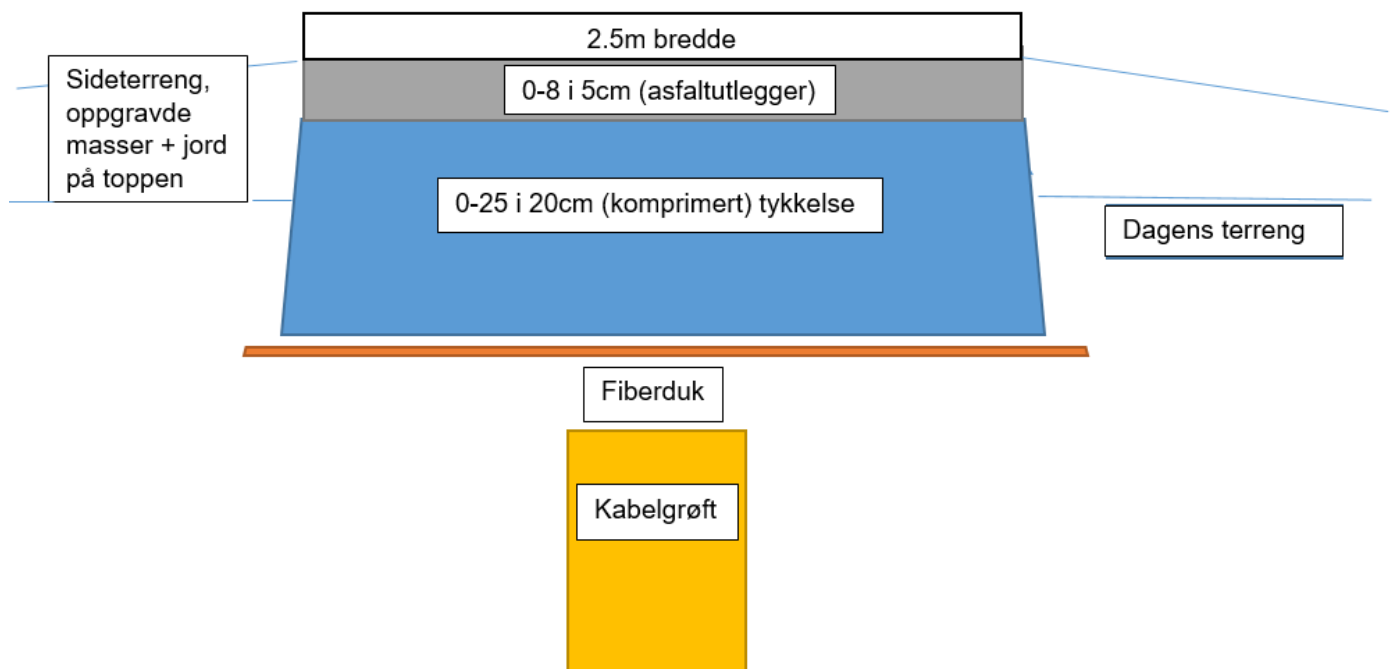 2.5m bredde
Sideterreng,
oppgravde
masser + jord
på toppen
0-8 i 5cm (asfaltutlegger)
0-25 i 20cm (komprimert) tykkelse
Dagens terreng
Fiberduk
Kabelgrøft